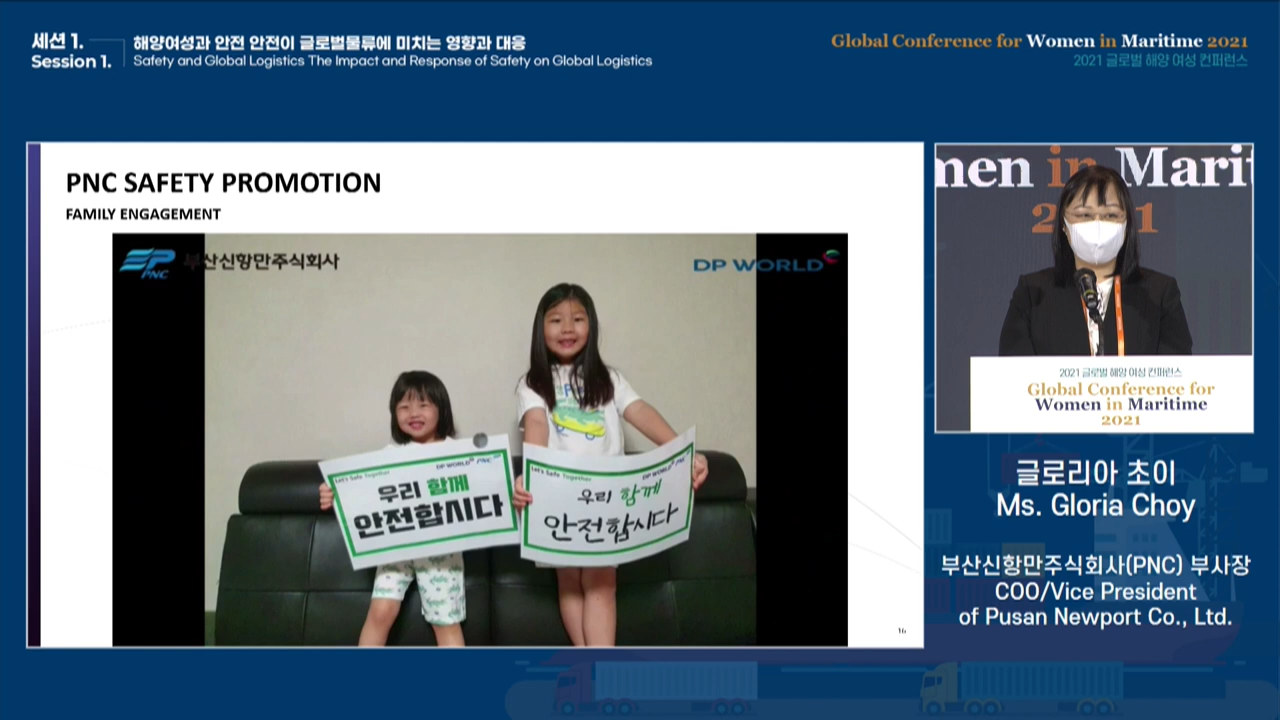 세션 1.
Session 1.
해양여성과 안전 안전이 글로벌물류에 미치는 영향과 대응
Safety and Global Logistics The Impact and Response of Safety on Global Logistics
Global Conference for Women in Maritime 2021
2021 글로벌 해양 여성 컨퍼런스
PNC SAFETY PROMOTION
FAMILY ENGAGEMENT
PNC 부산신항만주식회사
DP WORLD
Let's Safe Together
DP WORLD PNC
우리 함께
안전합시다
Let's Safe Together
DP WORLD PNC
우리 함께
안전합시다
16
men in Marit
2 1
2021 글로벌 해양 여성 컨퍼런스
Global Conference for
Women in Maritime
2021
글로리아 초이
Ms. Gloria Choy
부산신항만주식회사(PNC) 부사장
COO/Vice President
of Pusan Newport Co., Ltd.